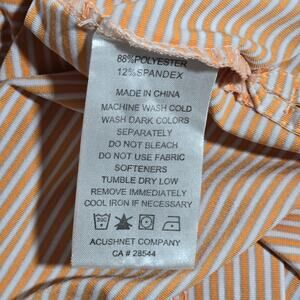 88% POLYESTER
12% SPANDEX
MADE IN CHINA
MACHINE WASH COLD
WASH DARK COLORS
SEPARATELY
DO NOT BLEACH
DO NOT USE FABRIC
SOFTENERS
TUMBLE DRY LOW
REMOVE IMMEDIATELY
COOL IRON IF NECESSARY
ACUSHNET COMPANY
CA# 28544